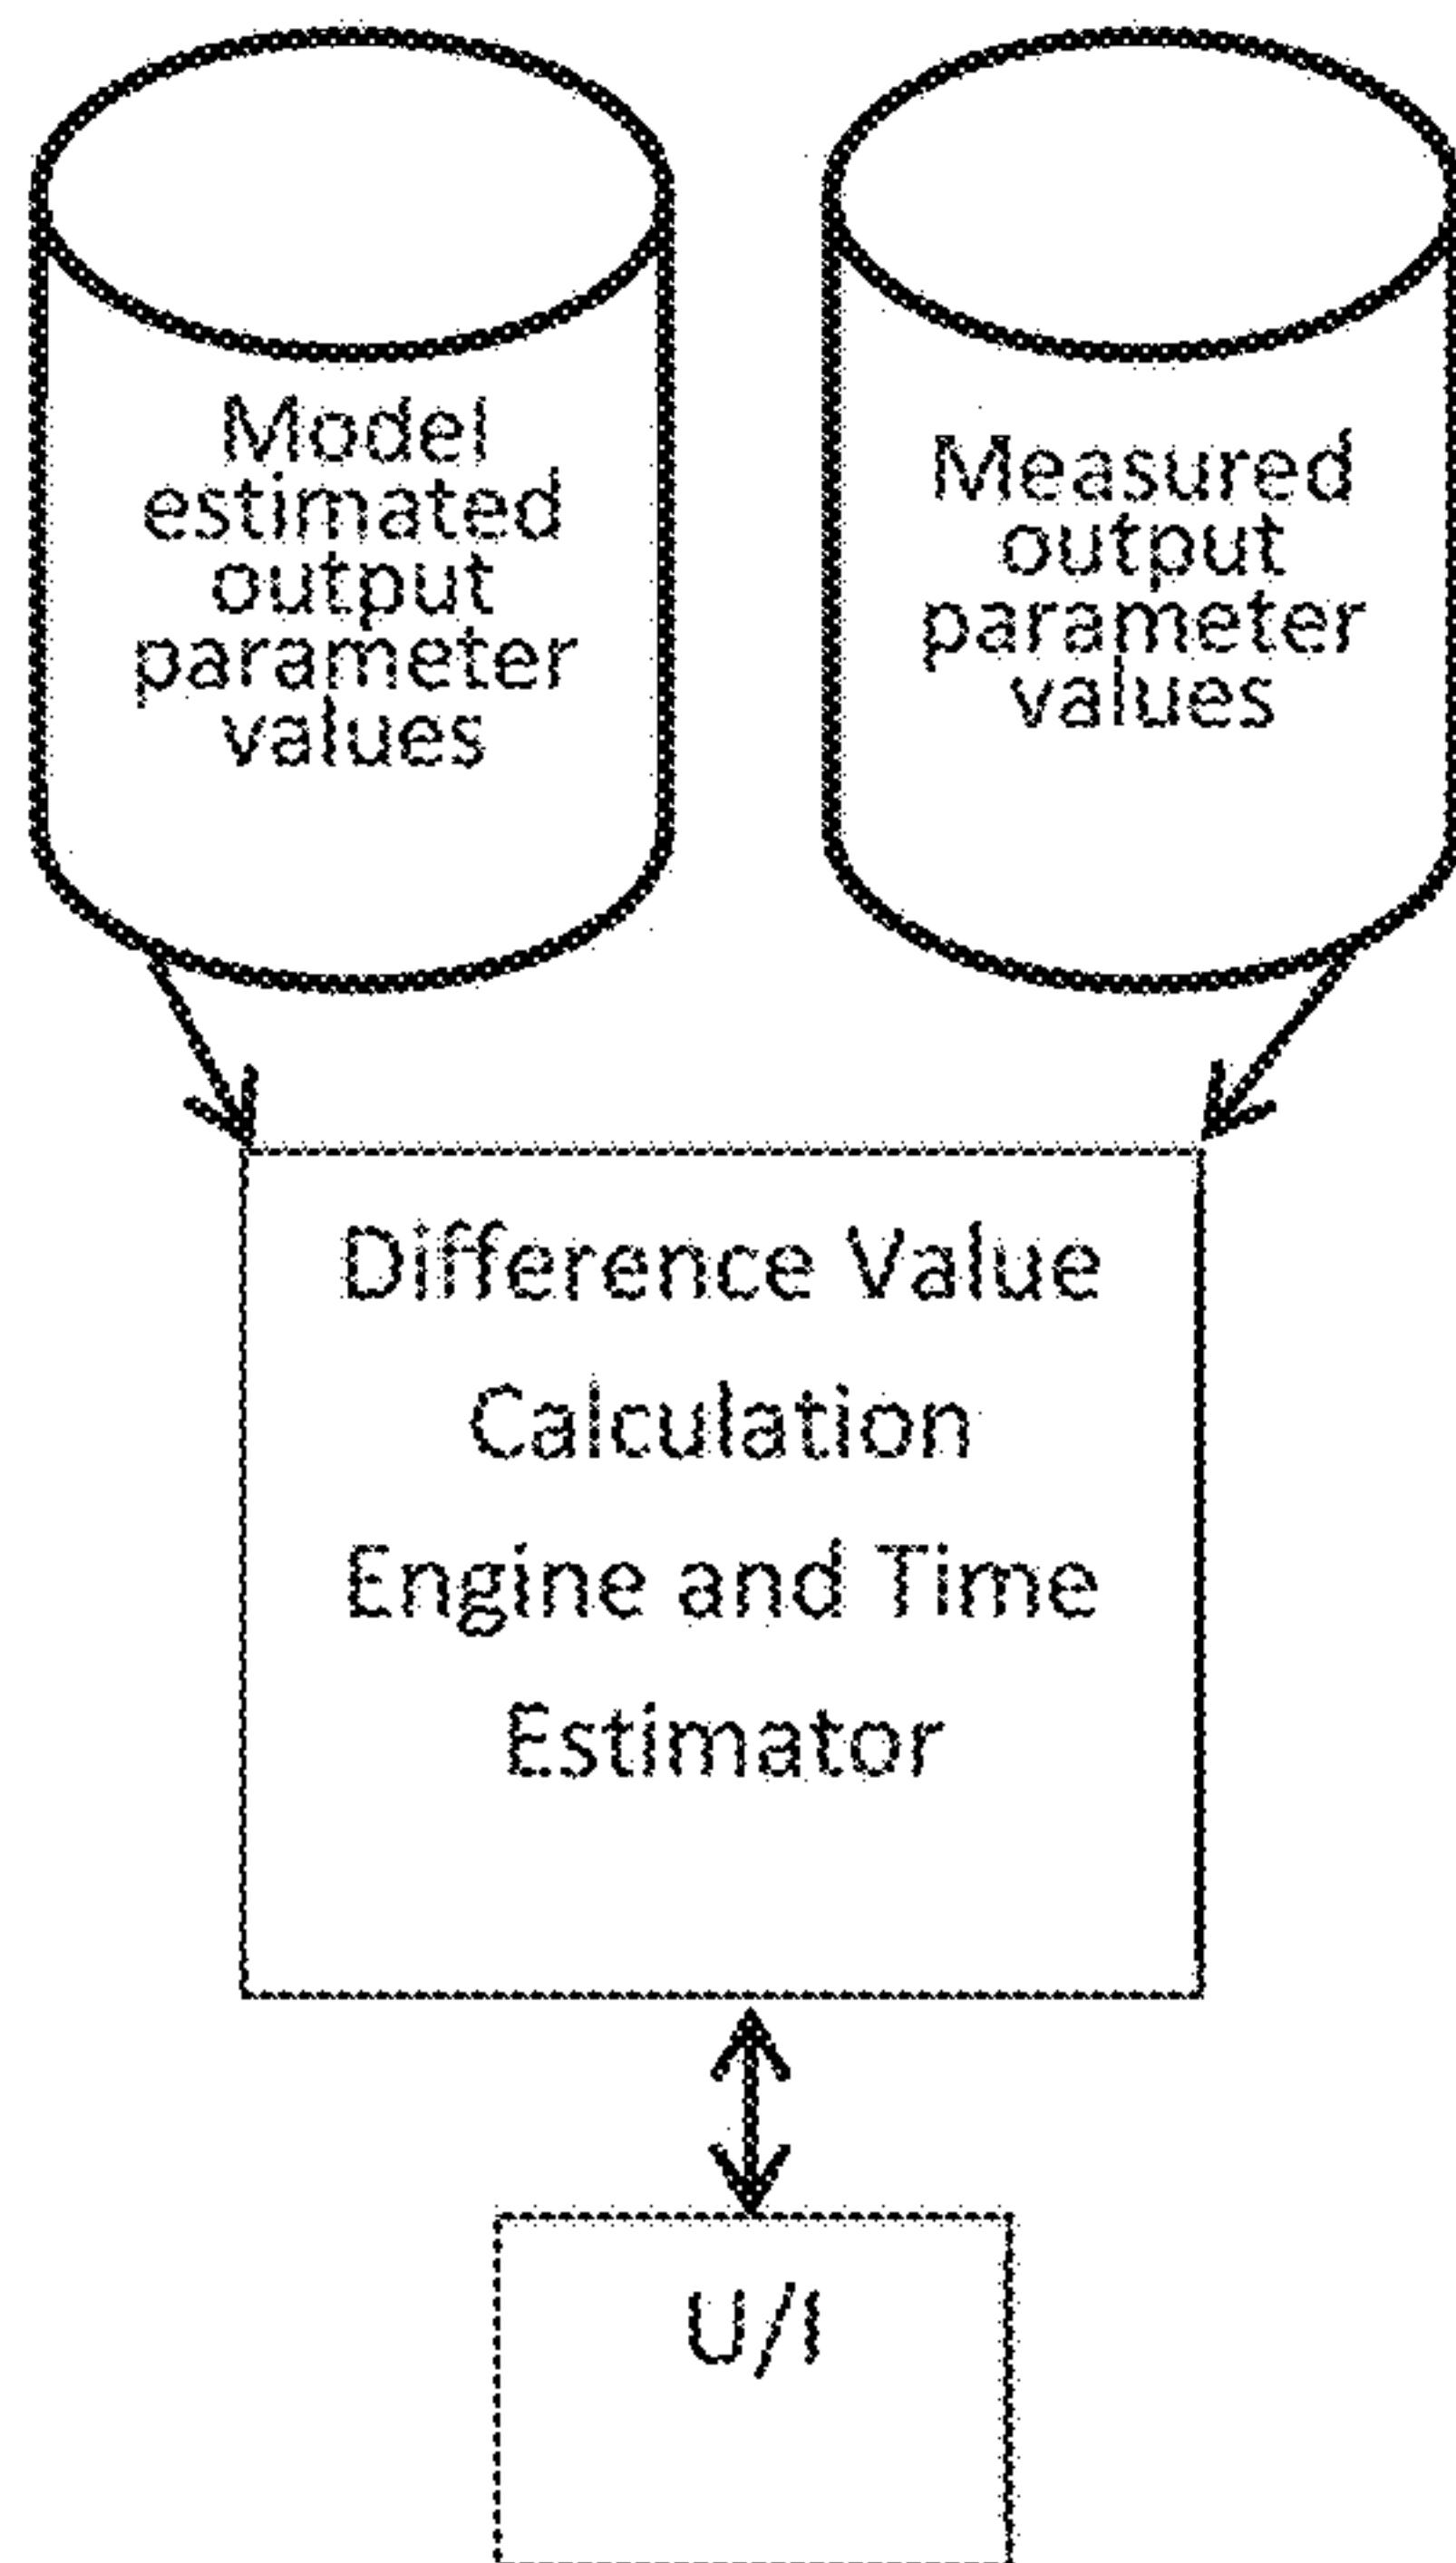 Model
estimated
output
parameter
values
Measured
output
parameter
values
Difference Value
Calculation
Engine and Time
Estimator
U/I